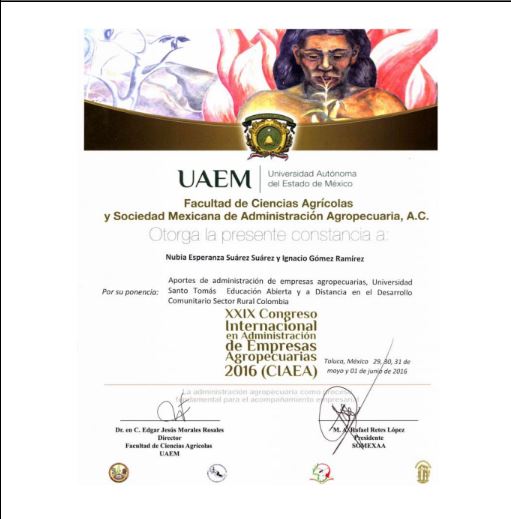 UAEM
Universidad Autónoma
del Estado de México
Facultad de Ciencias Agrícolas
y Sociedad Mexicana de Administración Agropecuaria, A.C.
Otorga la presente constancia a:
Nubia Esperanza Suárez Suárez y Ignacio Gómez Ramírez
Por su ponencia:
Aportes de administración de empresas agropecuarias, Universidad
Santo Tomás Educación Abierta y a Distancia en el Desarrollo
Comunitario Sector Rural Colombia
XXIX Congreso
Internacional
en Administración
de Empresas
Agropecuarias
2016 (CIAEA)
Toluca, México 29, 30, 31 de
mayo y 01 de junio de 2016
La administración agropecuaria como proceso
fundamental para el acompañamiento empresarial
Dr. en C. Edgar Jesús Morales Rosales
Director
Facultad de Ciencias Agrícolas
UAEM
M. A. Rafael Retes López
Presidente
SOMEXAA